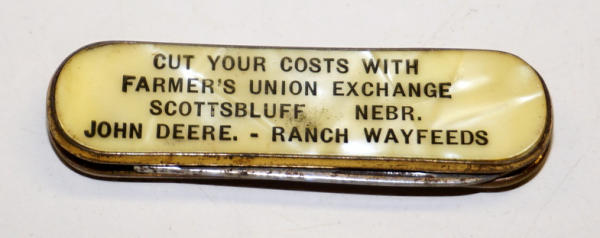 CUT YOUR COSTS WITH
FARMER'S UNION EXCHANGE
SCOTTSBLUFF NEBR.
JOHN DEERE. - RANCH WAYFEEDS